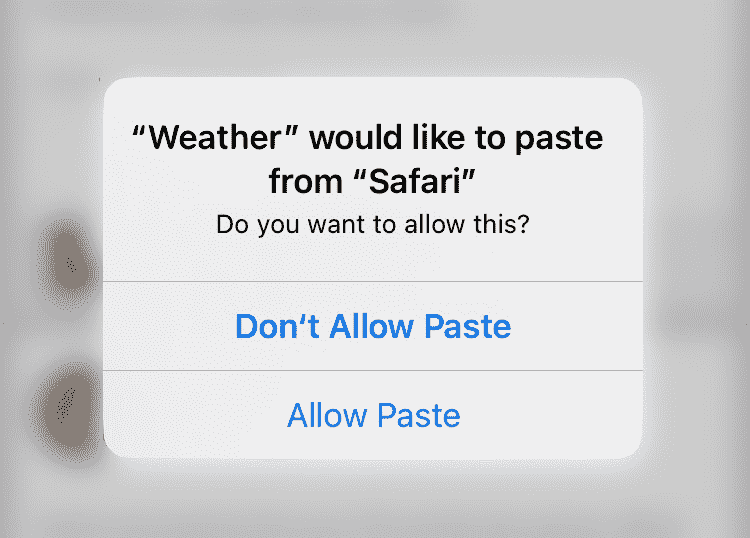 “Weather” would like to paste
from “Safari”
Do you want to allow this?
Don‘t Allow Paste
Allow Paste